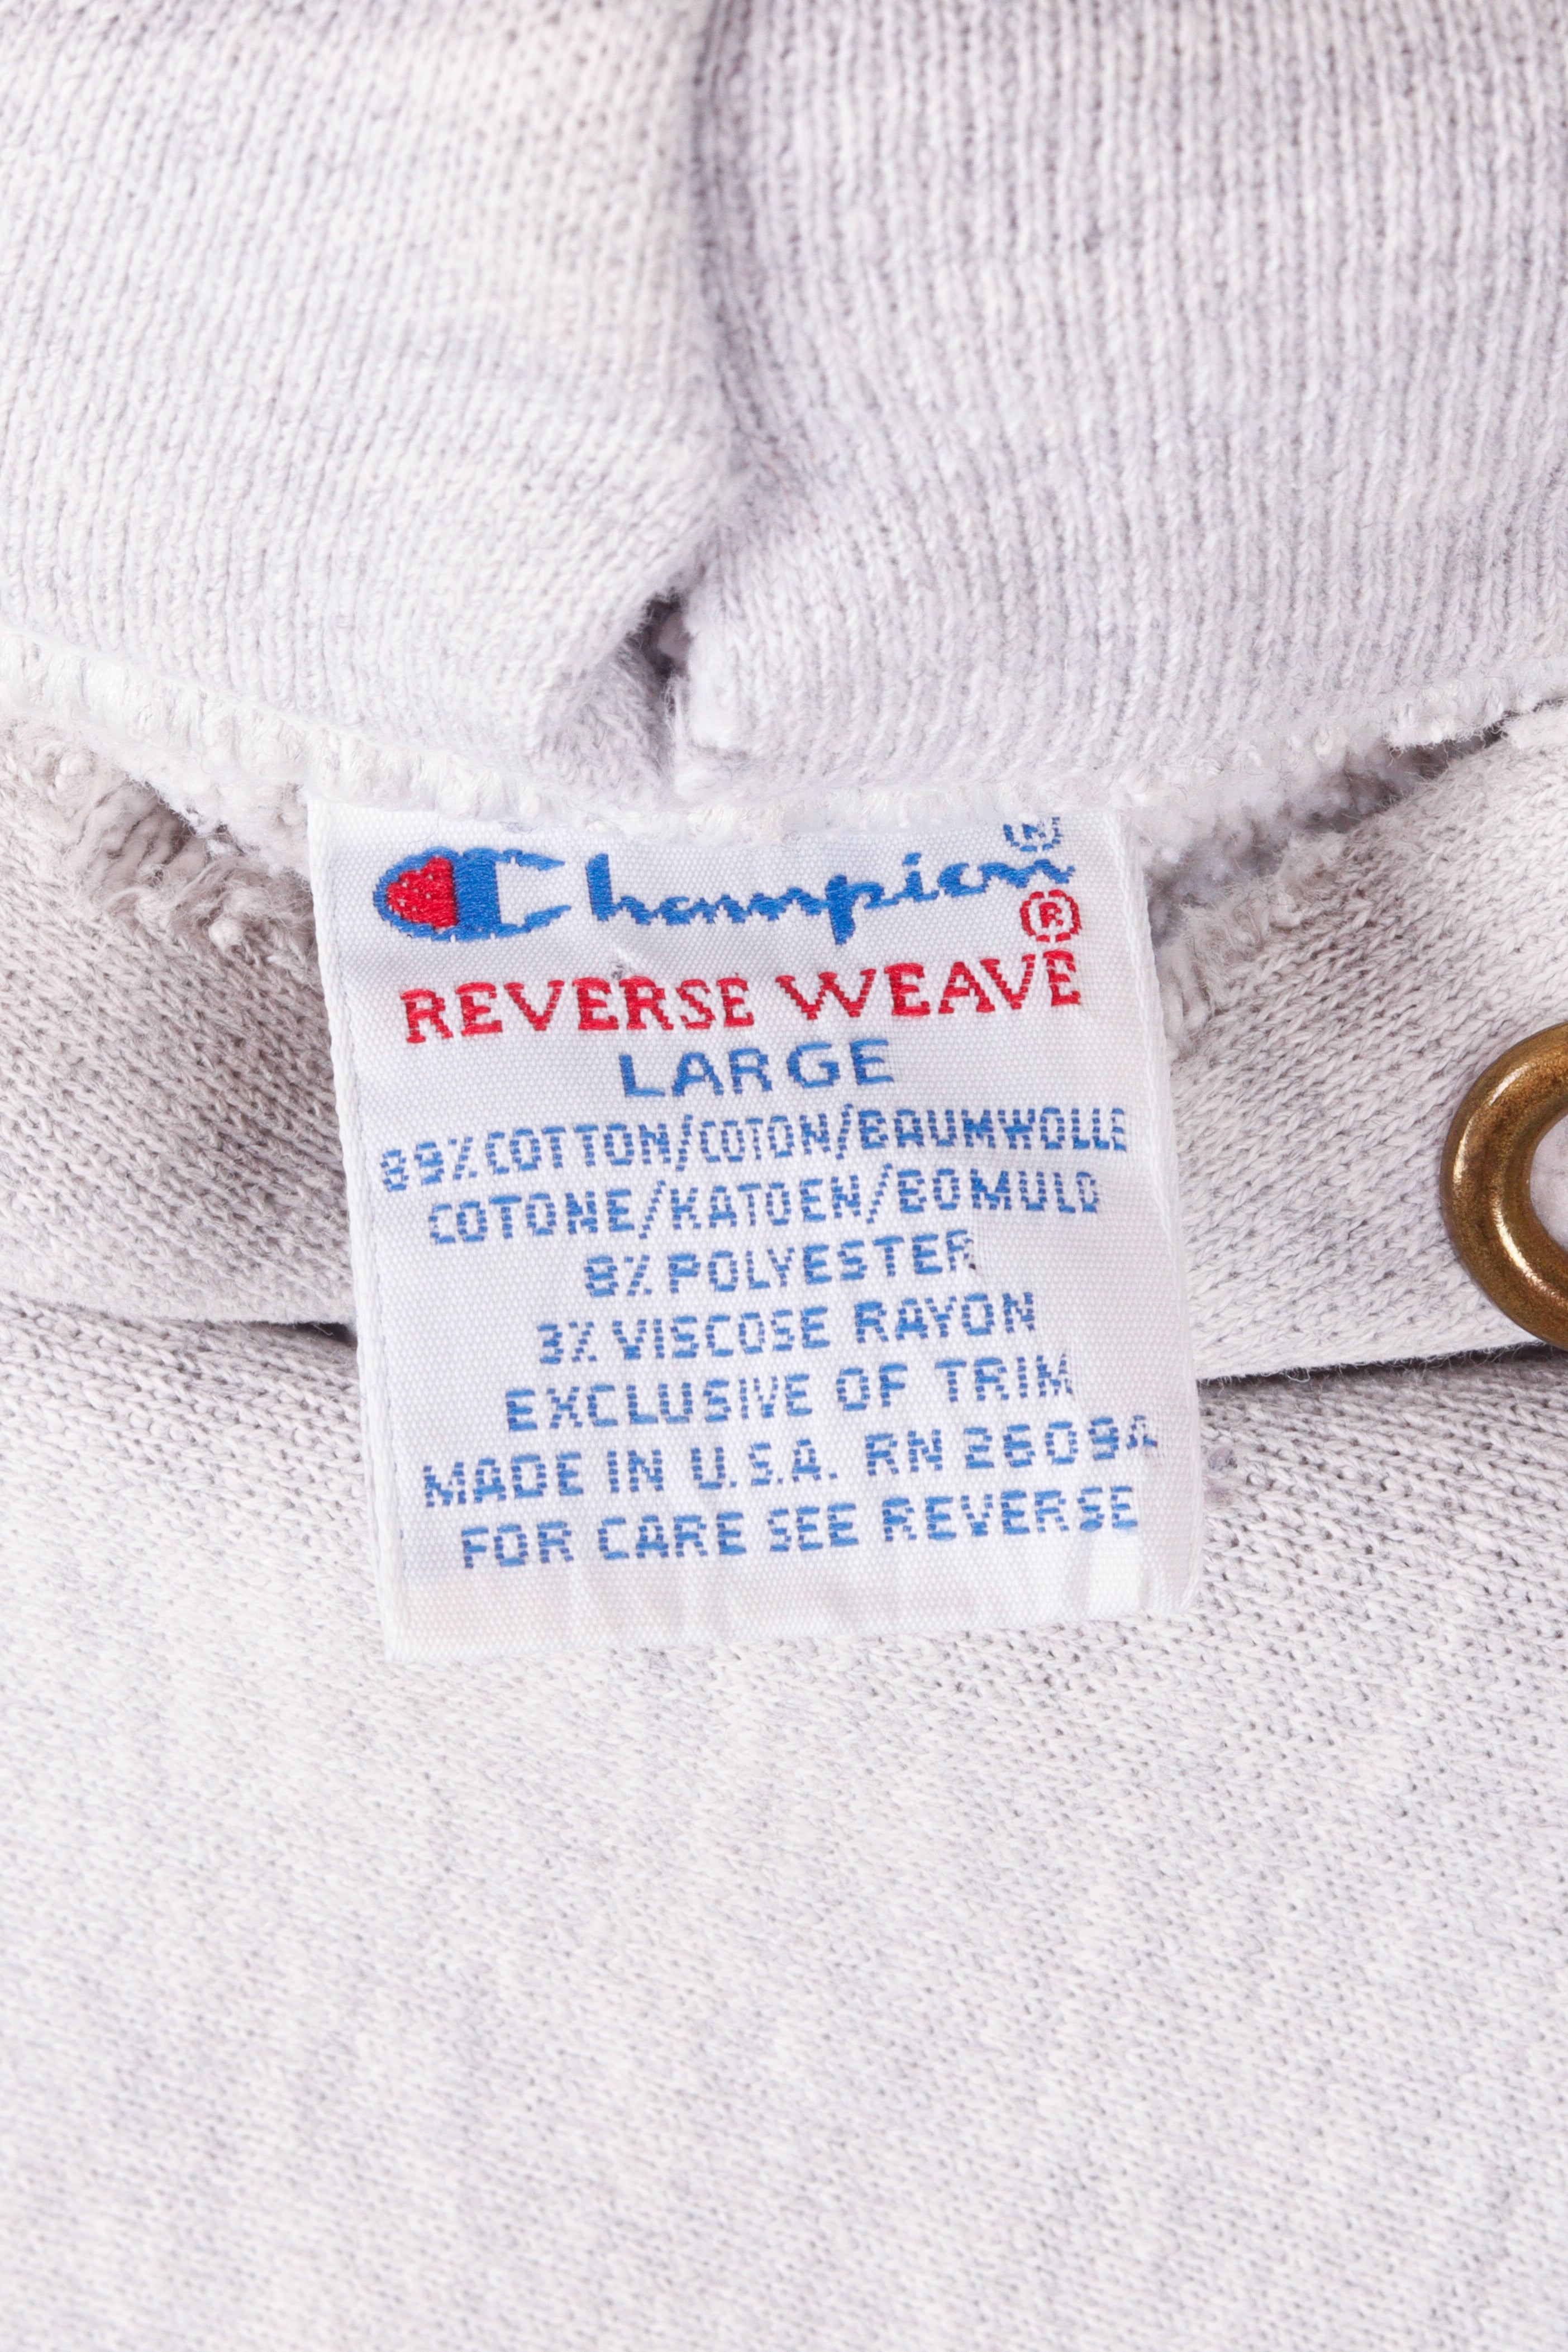 Champion®
REVERSE WEAVE®
LARGE
89% COTTON/COTON/BAUMWOLLE
COTONE/KATOEN/BOMULD
8% POLYESTER
3% VISCOSE RAYON
EXCLUSIVE OF TRIM
MADE IN U.S.A. RN 26094
FOR CARE SEE REVERSE